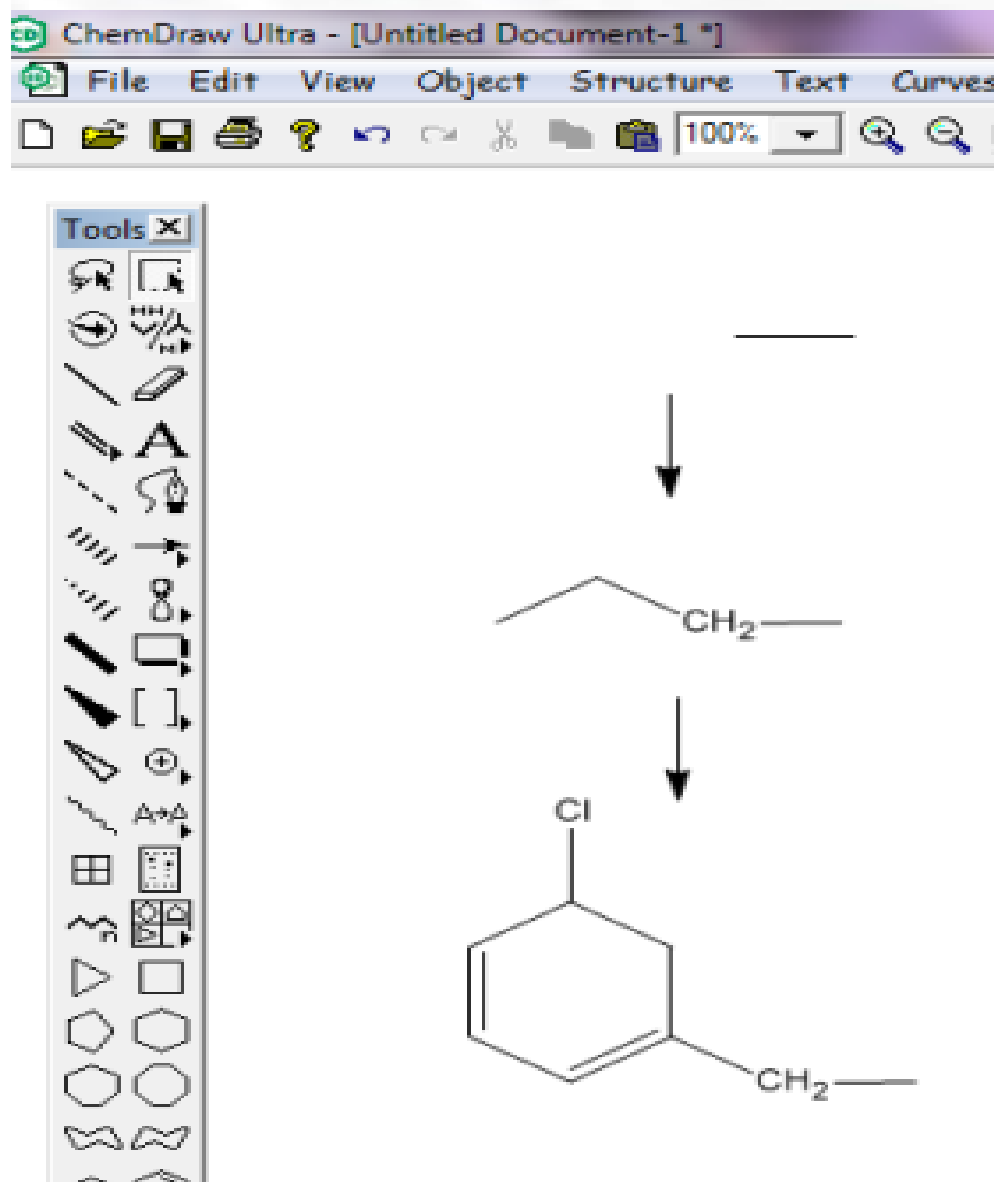 ChemDraw Ultra - [Untitled Document-1 *]
File Edit View Object Structure Text Curves
100%
Tools
CH2
Cl
CH2